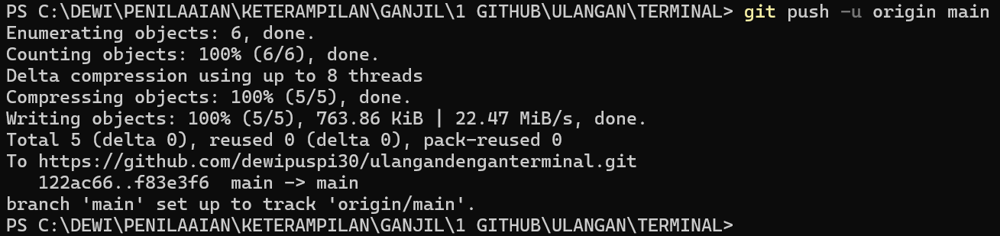 PS C:\DEWI\PENILAAIAN\KETERAMPILAN\GANJIL\1 GITHUB\ULANGAN\TERMINAL> git push -u origin main
Enumerating objects: 6, done.
Counting objects: 100% (6/6), done.
Delta compression using up to 8 threads
Compressing objects: 100% (5/5), done.
Writing objects: 100% (5/5), 763.86 KiB | 22.47 MiB/s, done.
Total 5 (delta 0), reused 0 (delta 0), pack-reused 0
To https://github.com/dewipuspi30/ulangandenganterminal.git
   122ac66..f83e3f6  main -> main
branch 'main' set up to track 'origin/main'.
PS C:\DEWI\PENILAAIAN\KETERAMPILAN\GANJIL\1 GITHUB\ULANGAN\TERMINAL>